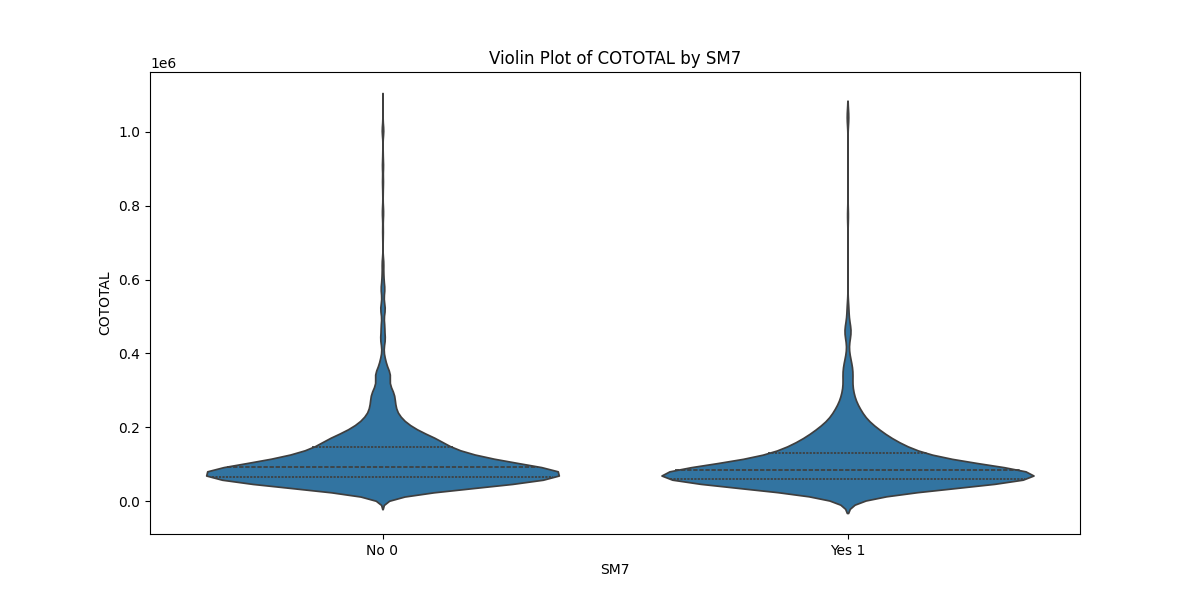 Violin Plot of COTOTAL by SM7
1e6
1.0
0.8
0.6
0.4
0.2
0.0
COTOTAL
No 0
Yes 1
SM7